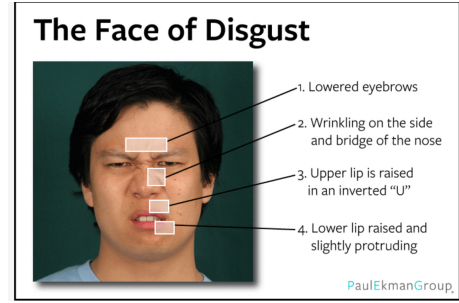 The Face of Disgust
1. Lowered eyebrows
2. Wrinkling on the side
and bridge of the nose
3. Upper lip is raised
in an inverted “U”
4. Lower lip raised and
slightly protruding
PaulEkmanGroup